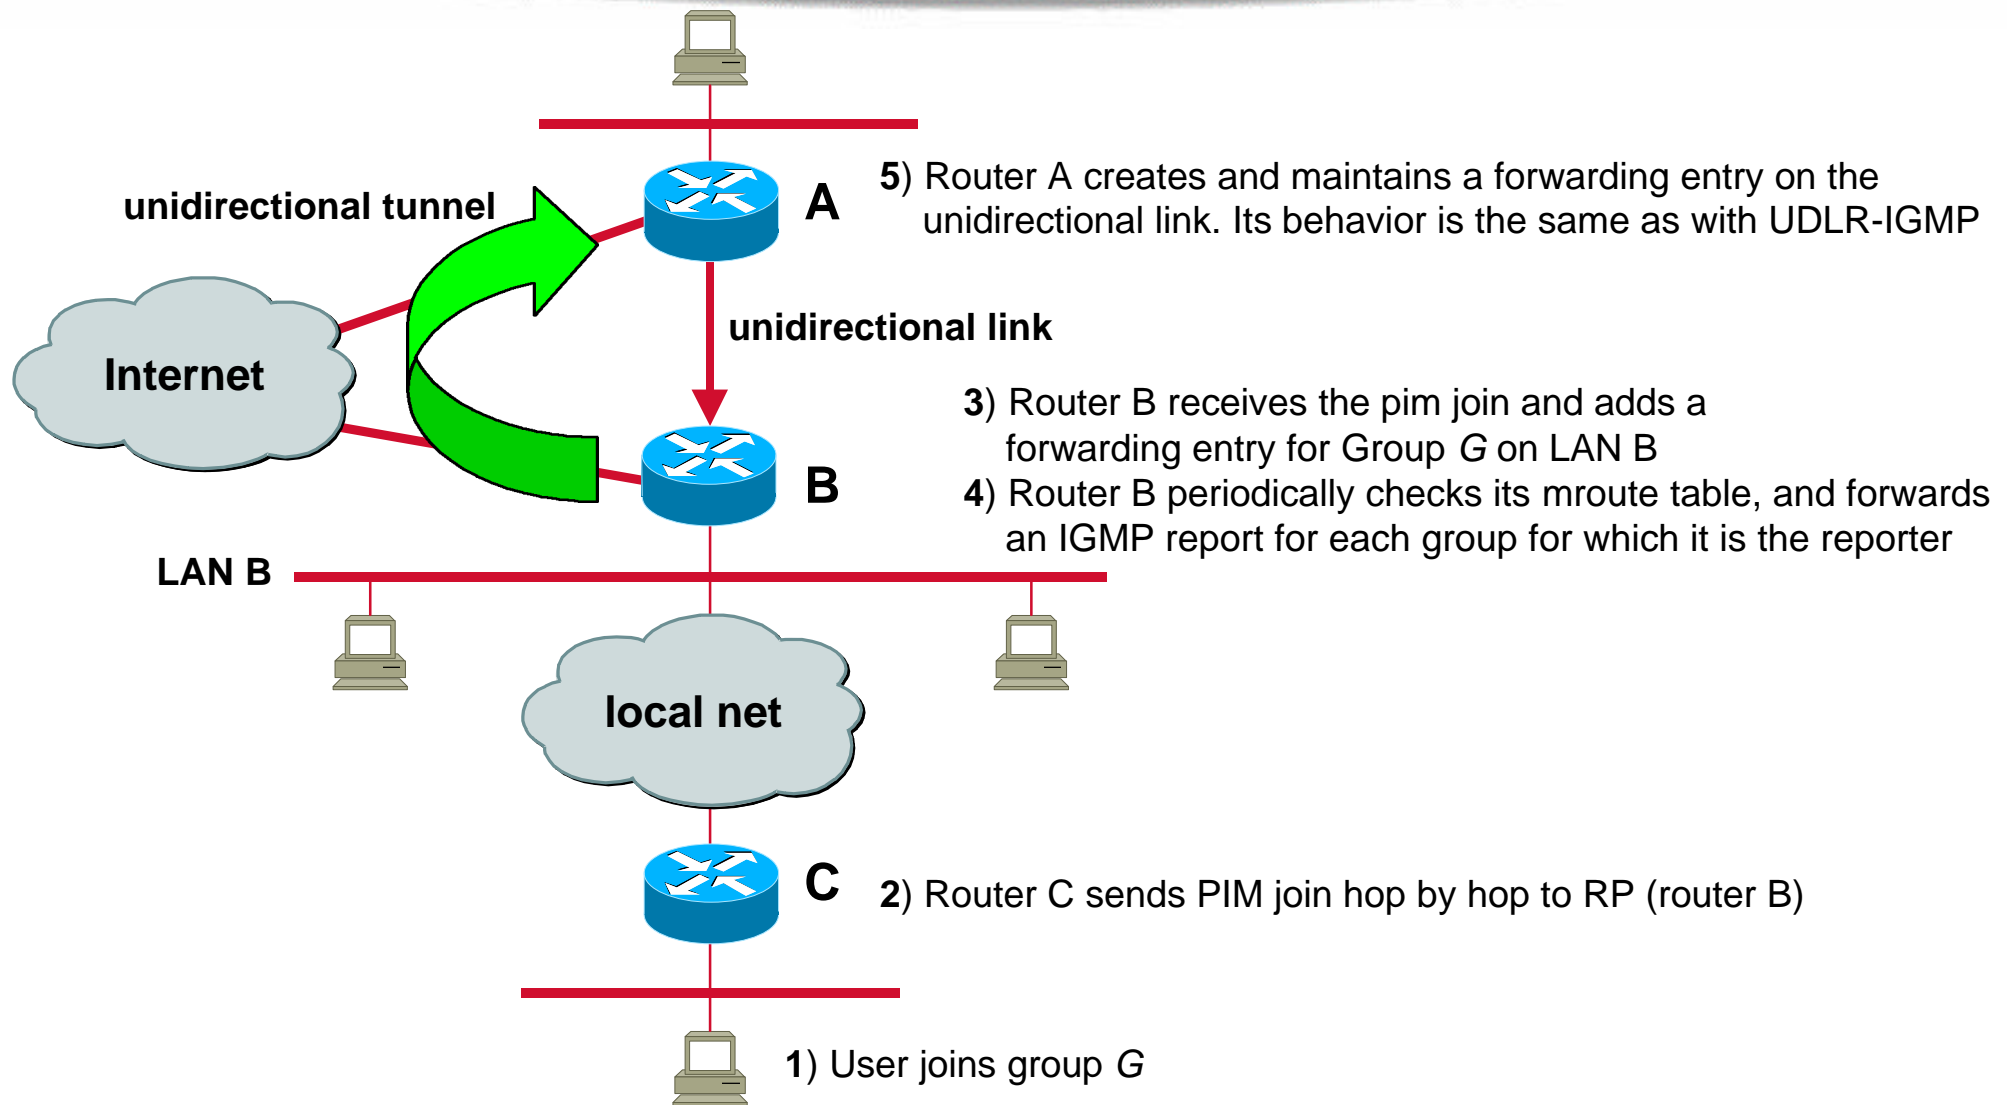 A
5) Router A creates and maintains a forwarding entry on the
unidirectional link. Its behavior is the same as with UDLR-IGMP
unidirectional tunnel
unidirectional link
Internet
3) Router B receives the pim join and adds a
forwarding entry for Group G on LAN B
B
4) Router B periodically checks its mroute table, and forwards
an IGMP report for each group for which it is the reporter
LAN B
local net
C
2) Router C sends PIM join hop by hop to RP (router B)
1) User joins group G